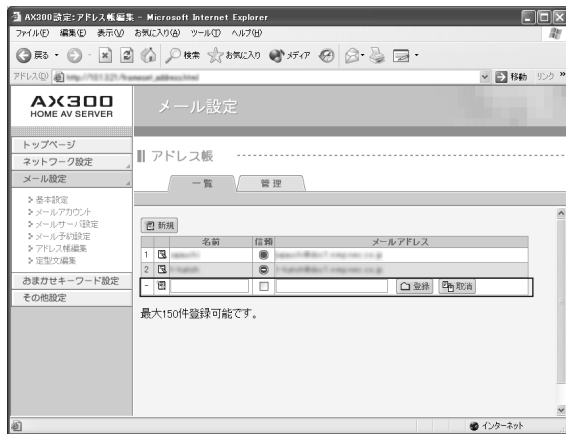 AX300設定:アドレス帳編集 - Microsoft Internet Explorer
ファイル(F) 編集(E) 表示(V) お気に入り(A) ツール(T) ヘルプ(H)
戻る 検索 お気に入り メディア
アドレス(D) 移動 リンク »
AX300
HOME AV SERVER
メール設定
トップページ
ネットワーク設定
メール設定
基本設定
メールアカウント
メールサーバ設定
メール予約設定
アドレス帳編集
定型文編集
おまかせキーワード設定
その他設定
アドレス帳
一覧 管理
新規
名前 信頼 メールアドレス
1
2
- 登録 取消
最大150件登録可能です。
インターネット